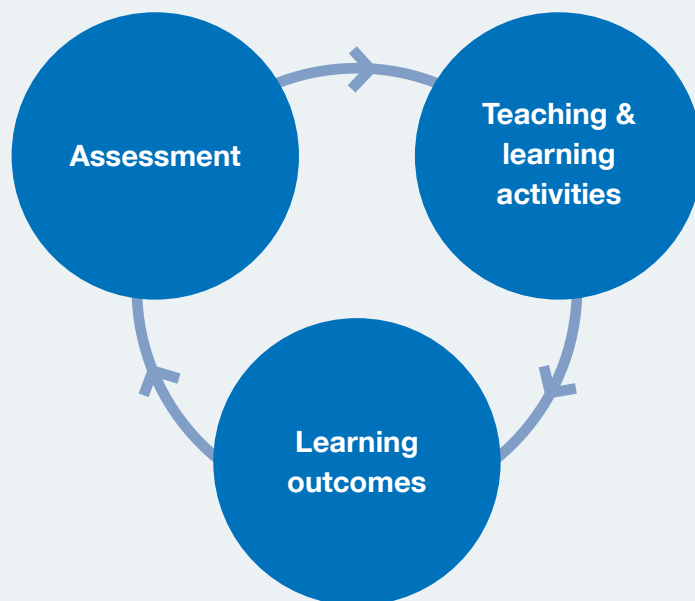 Assessment
Teaching &
learning
activities
Learning
outcomes